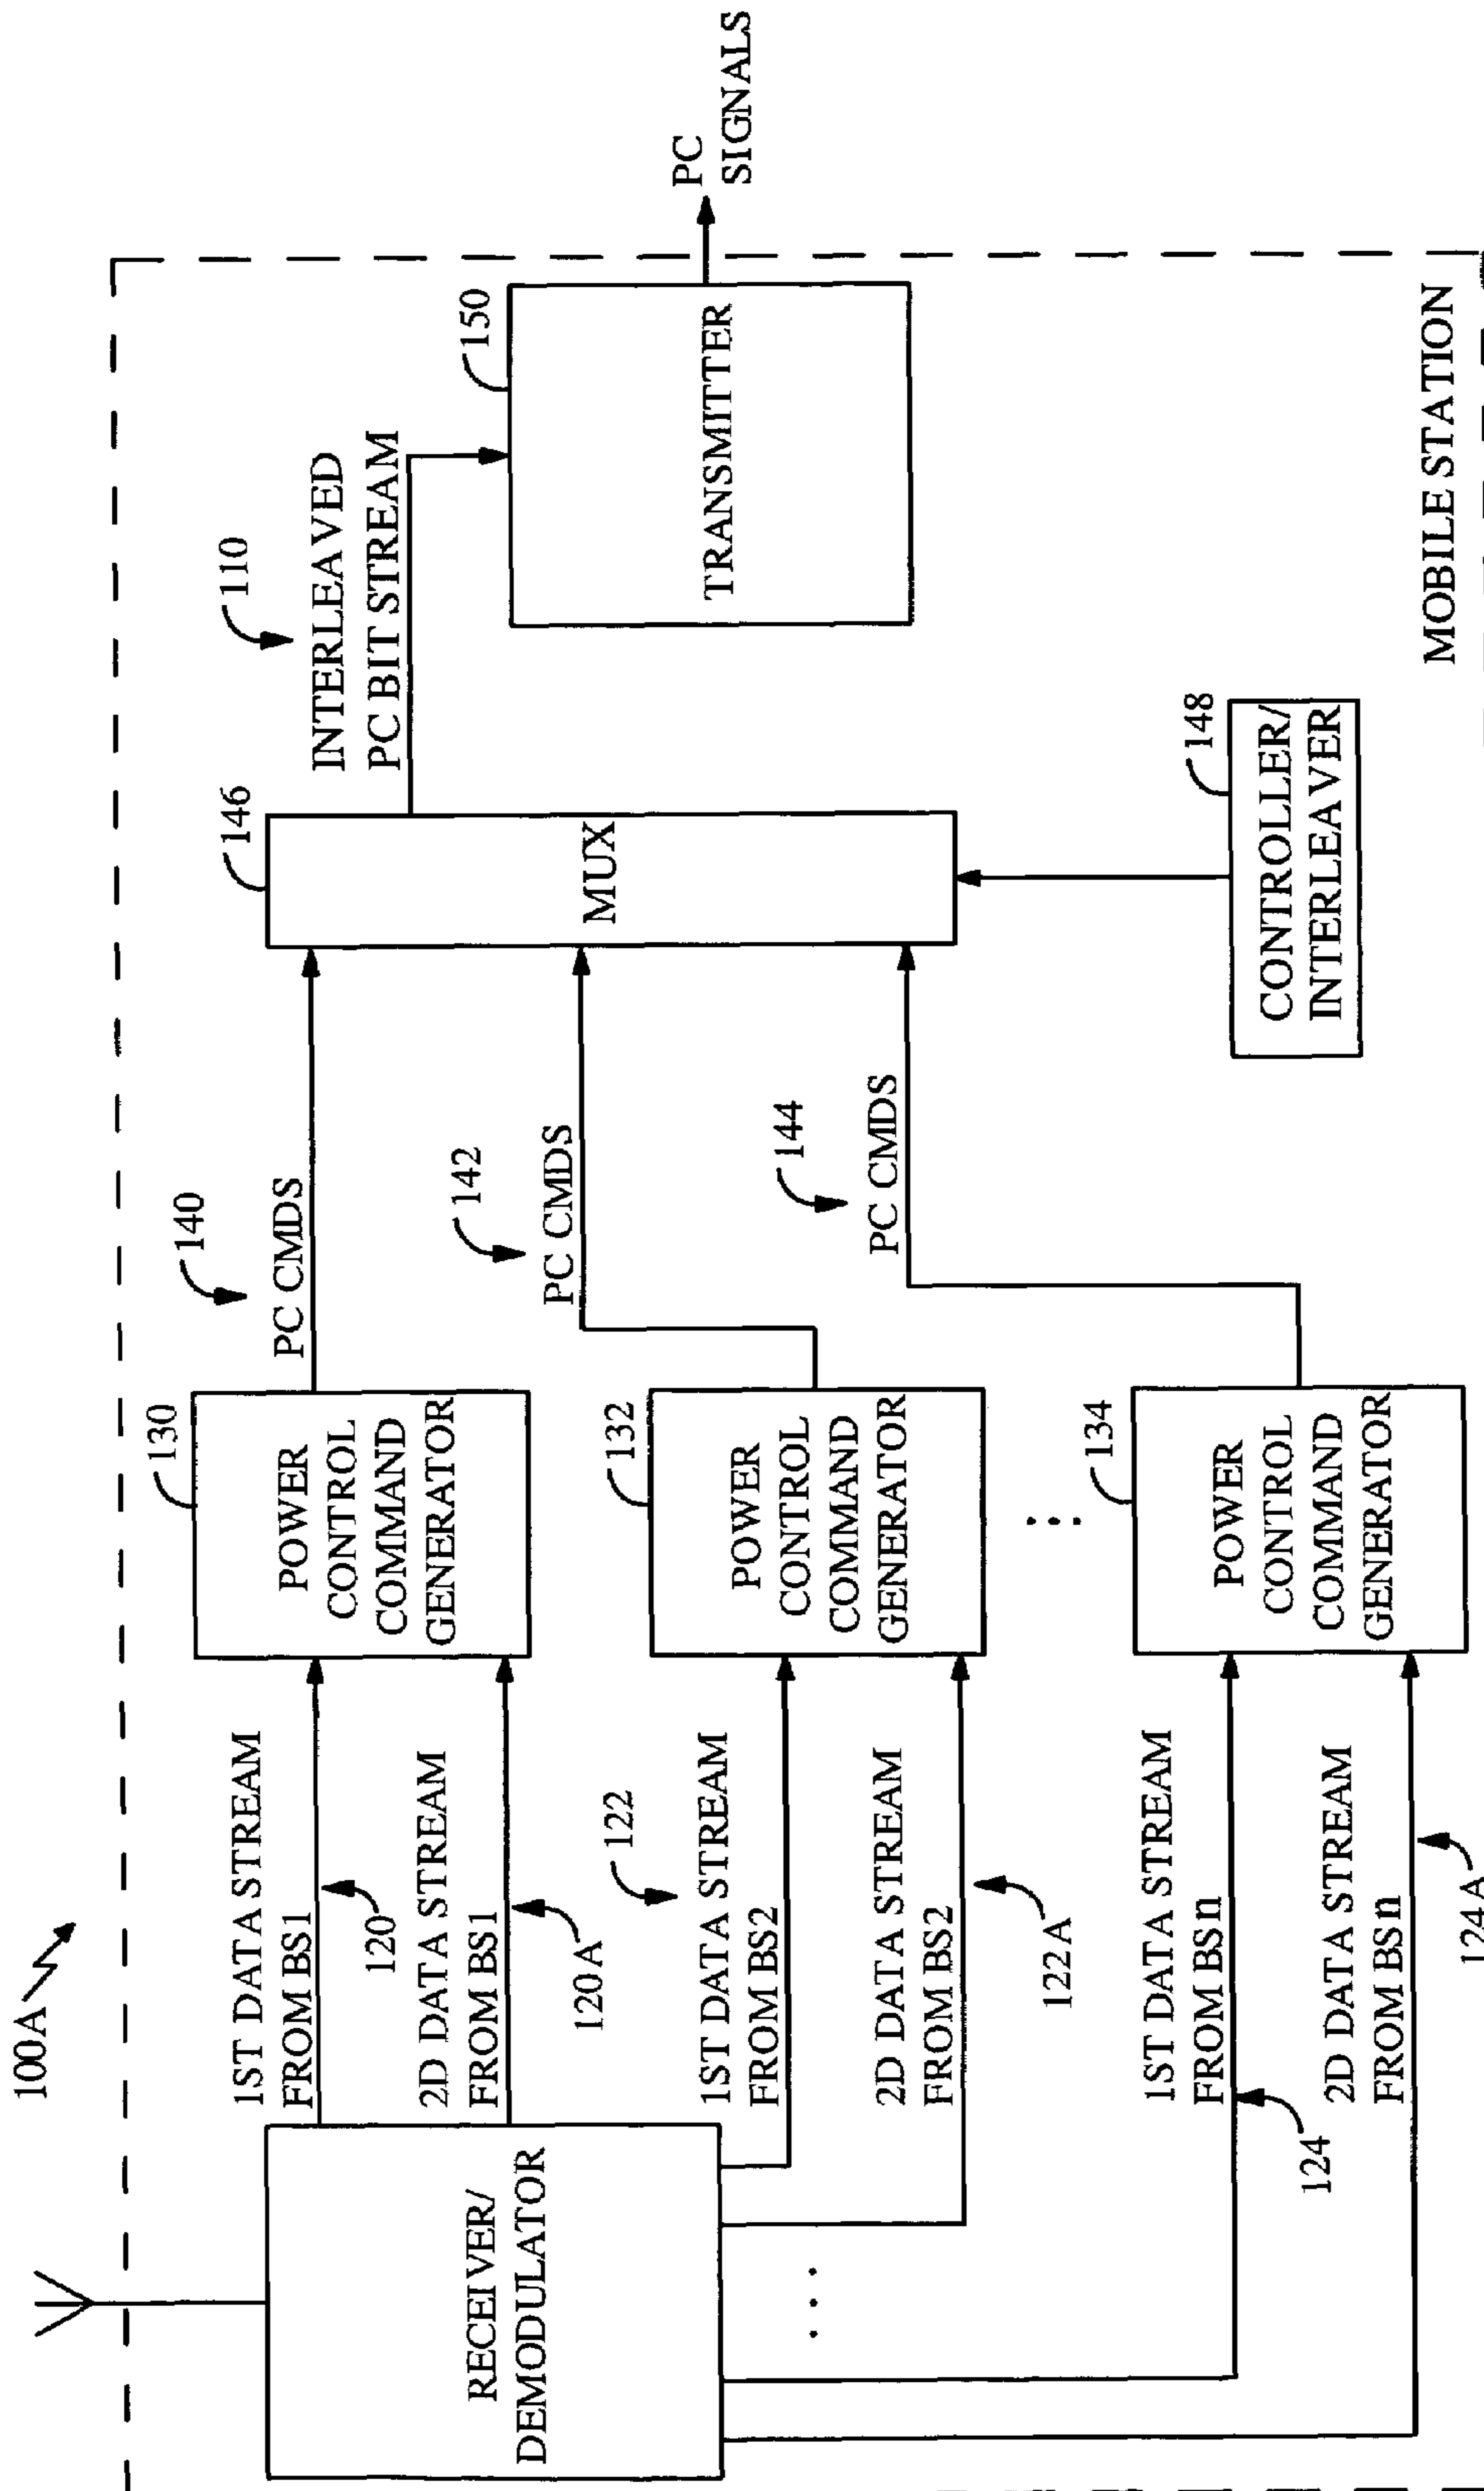 100A
RECEIVER/
DEMODULATOR
1ST DATA STREAM
FROM BS1
120
2D DATA STREAM
FROM BS1
120A
122
1ST DATA STREAM
FROM BS2
2D DATA STREAM
FROM BS2
122A
...
1ST DATA STREAM
FROM BSn
124
2D DATA STREAM
FROM BSn
124A
130
POWER
CONTROL
COMMAND
GENERATOR
132
POWER
CONTROL
COMMAND
GENERATOR
...
134
POWER
CONTROL
COMMAND
GENERATOR
140
PC CMDS
142
PC CMDS
144
PC CMDS
146
MUX
148
CONTROLLER/
INTERLEAVER
110
INTERLEAVED
PC BIT STREAM
150
TRANSMITTER
PC
SIGNALS
MOBILE STATION